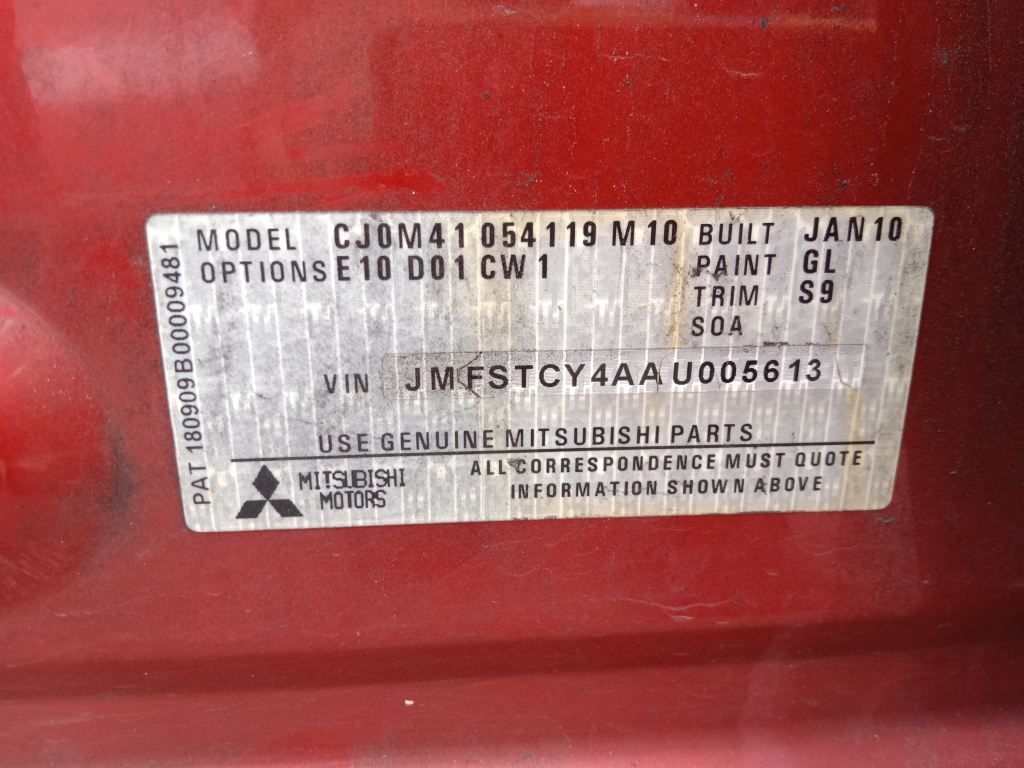 MODEL CJ0M41 054119 M10 BUILT JAN10
OPTIONS E10 D01 CW1 PAINT GL
TRIM S9
SOA
VIN JMFSTCY4AAU005613
USE GENUINE MITSUBISHI PARTS
MITSUBISHI MOTORS
ALL CORRESPONDENCE MUST QUOTE
INFORMATION SHOWN ABOVE
PAT 180909B00009481